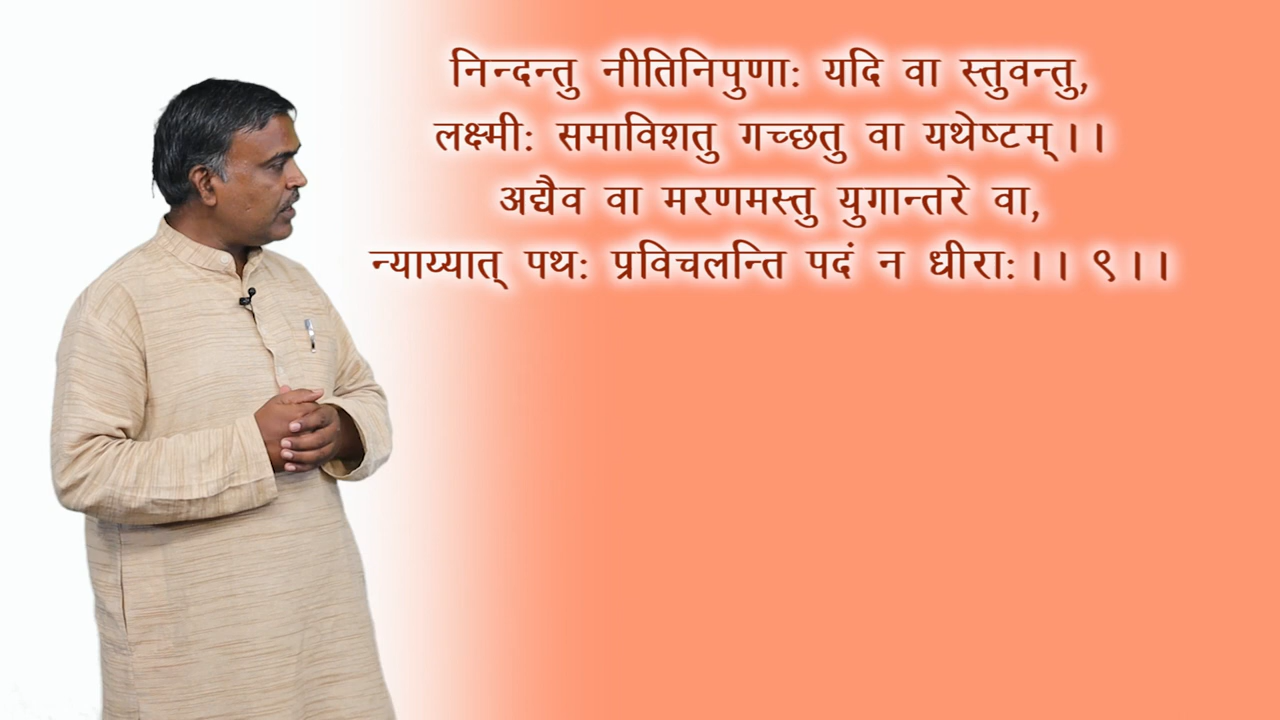 निन्दन्तु नीतिनिपुणाः यदि वा स्तुवन्तु,
लक्ष्मीः समाविशतु गच्छतु वा यथेष्टम् ।।
अद्यैव वा मरणमस्तु युगान्तरे वा,
न्याय्यात् पथः प्रविचलन्ति पदं न धीराः ।। ९ ।।